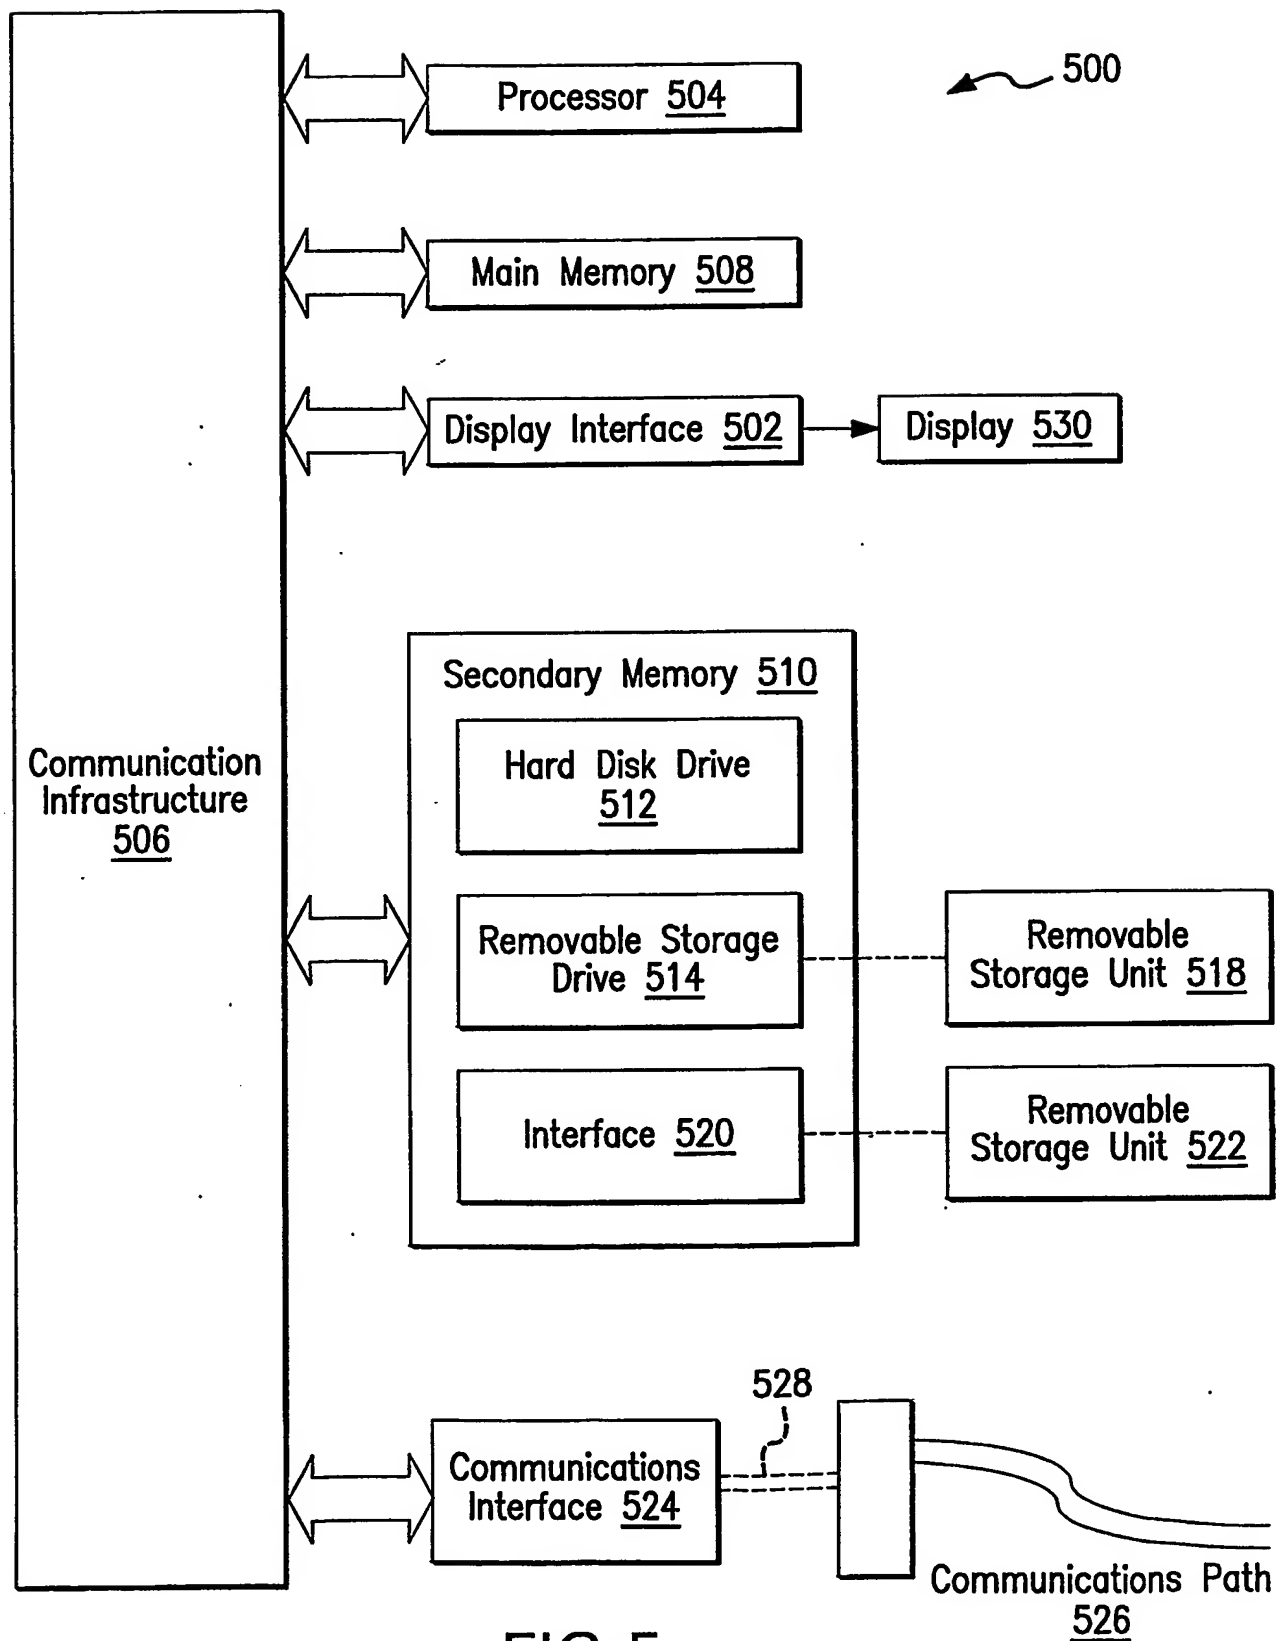 500
Processor 504
Main Memory 508
Display Interface 502
Display 530
Communication
Infrastructure
506
Secondary Memory 510
Hard Disk Drive
512
Removable Storage
Drive 514
Removable
Storage Unit 518
Interface 520
Removable
Storage Unit 522
528
Communications
Interface 524
Communications Path
526
FIG.5